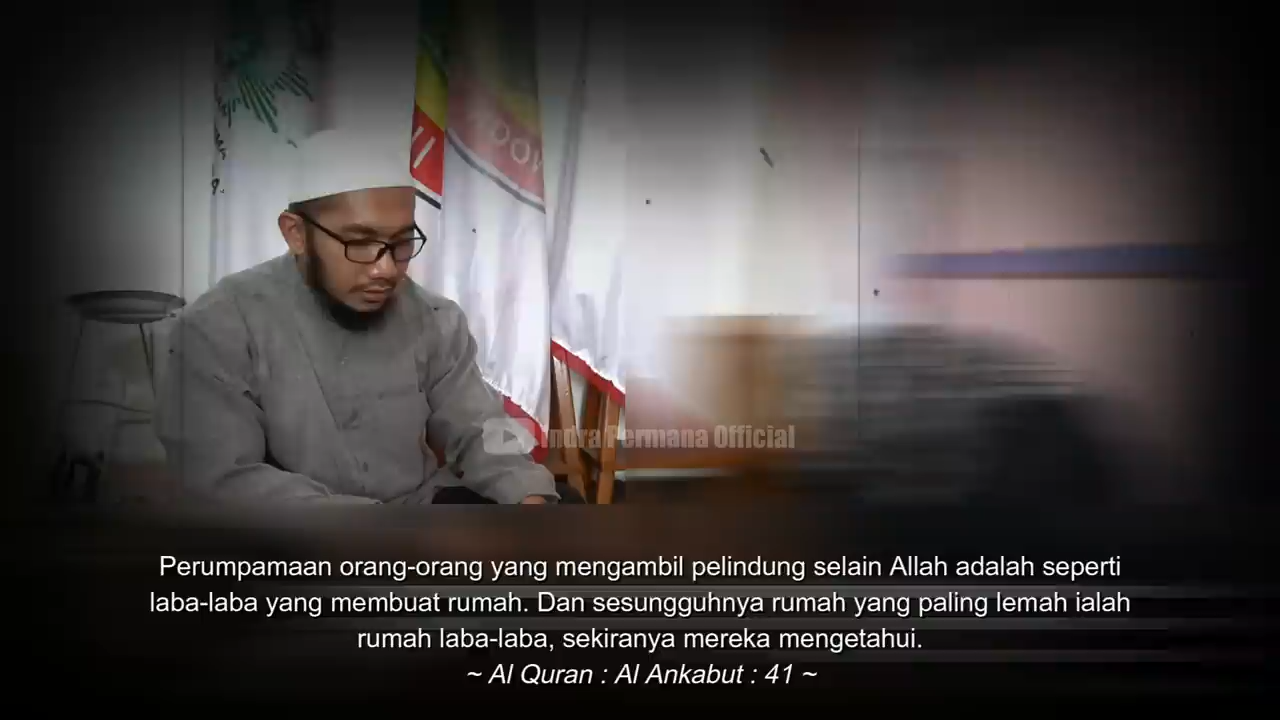 Indra Permana Official
Perumpamaan orang-orang yang mengambil pelindung selain Allah adalah seperti
laba-laba yang membuat rumah. Dan sesungguhnya rumah yang paling lemah ialah
rumah laba-laba, sekiranya mereka mengetahui.
~ Al Quran : Al Ankabut : 41 ~